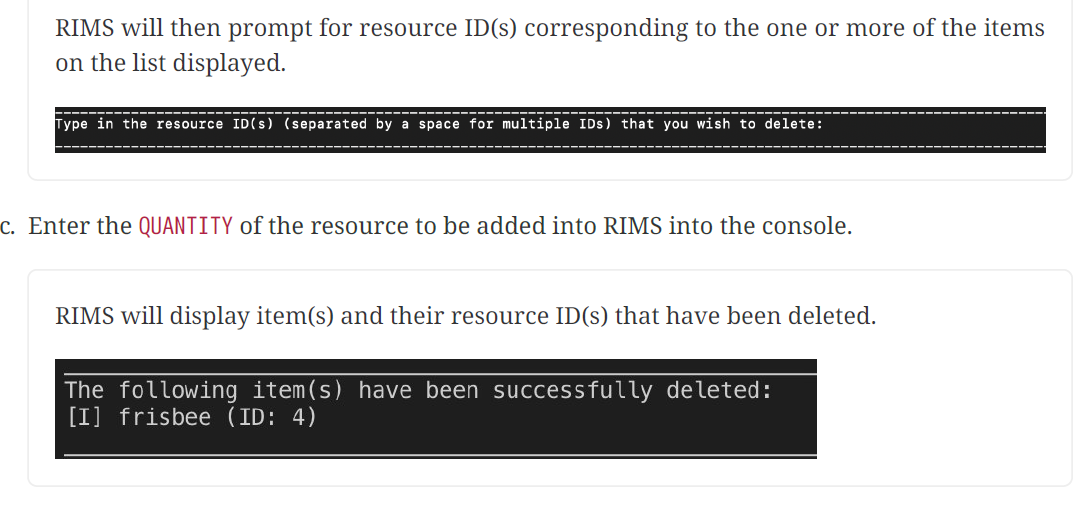 RIMS will then prompt for resource ID(s) corresponding to the one or more of the items
on the list displayed.
Type in the resource ID(s) (separated by a space for multiple IDs) that you wish to delete:
c. Enter the QUANTITY of the resource to be added into RIMS into the console.
RIMS will display item(s) and their resource ID(s) that have been deleted.
The following item(s) have been successfully deleted:
[I] frisbee (ID: 4)